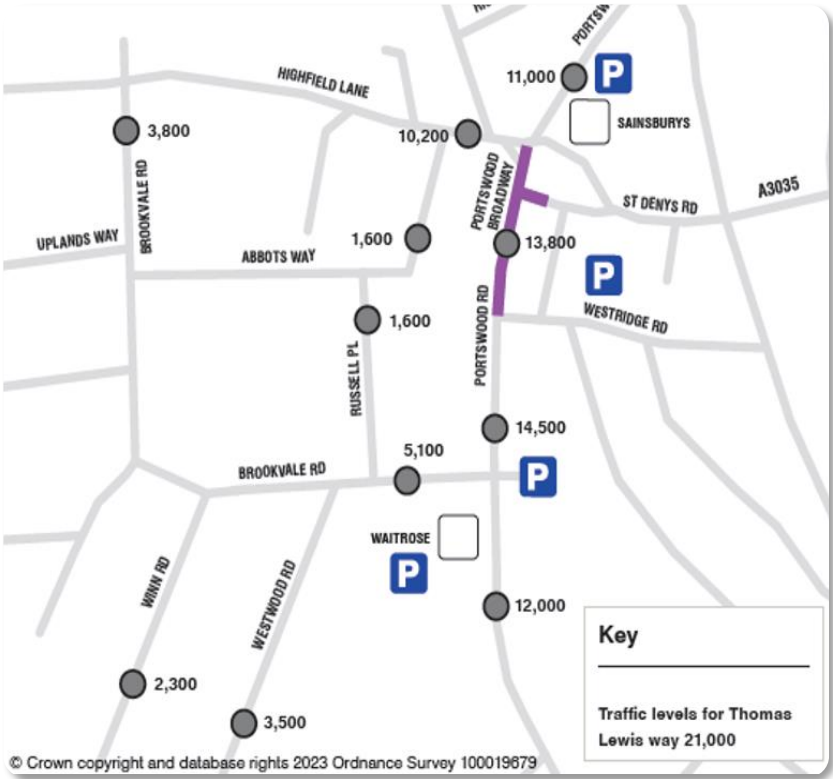 PORTSW
11,000
P
HIGHFIELD LANE
SAINSBURYS
3,800
10,200
BROOKVALE RD
PORTSWOOD
BROADWAY
A3035
ST DENYS RD
UPLANDS WAY
1,600
13,800
ABBOTS WAY
P
1,600
WESTRIDGE RD
PORTSWOOD RD
RUSSELL PL
14,500
5,100
BROOKVALE RD
P
WAITROSE
P
WINN RD
WESTWOOD RD
12,000
Key
2,300
3,500
Traffic levels for Thomas
Lewis way 21,000
© Crown copyright and database rights 2023 Ordnance Survey 100019679